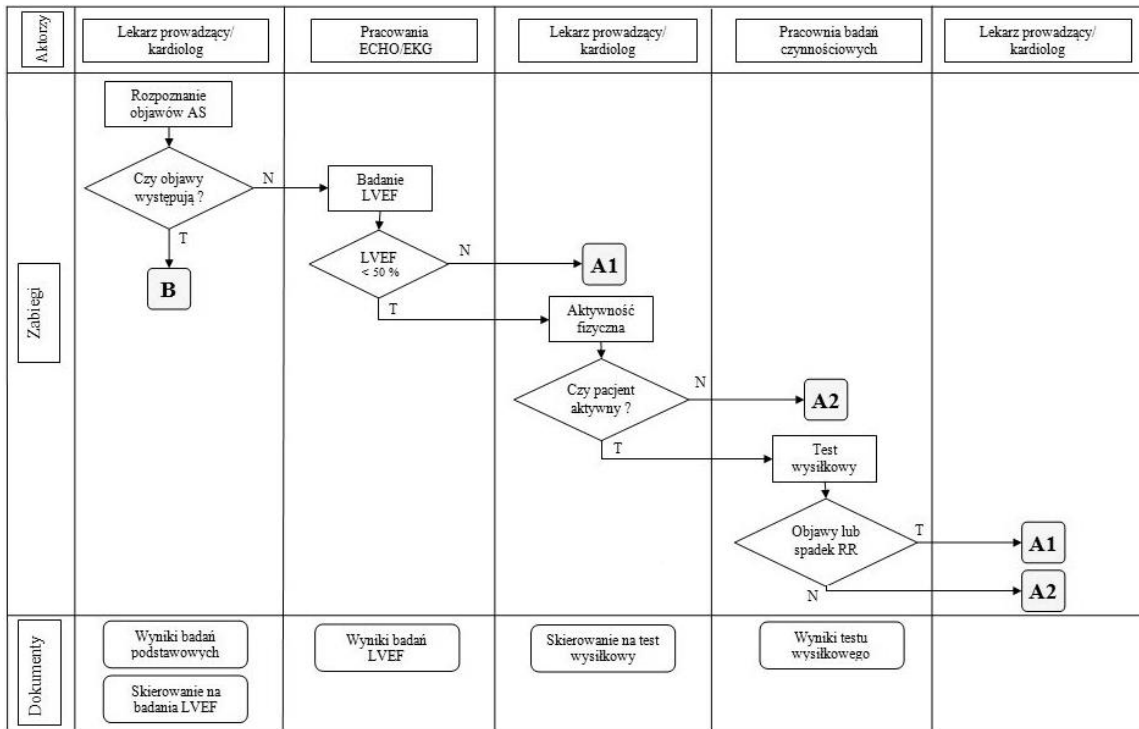 Aktorzy
Lekarz prowadzący/
kardiolog
Pracowania
ECHO/EKG
Lekarz prowadzący/
kardiolog
Pracownia badań
czynnościowych
Lekarz prowadzący/
kardiolog
Zabiegi
Rozpoznanie
objawów AS
Czy objawy
występują ?
N
T
B
Badanie
LVEF
LVEF
< 50 %
N
T
A1
Aktywność
fizyczna
Czy pacjent
aktywny ?
N
T
A2
Test
wysiłkowy
Objawy lub
spadek RR
T
N
A1
A2
Dokumenty
Wyniki badań
podstawowych
Skierowanie na
badania LVEF
Wyniki badań
LVEF
Skierowanie na test
wysiłkowy
Wyniki testu
wysiłkowego